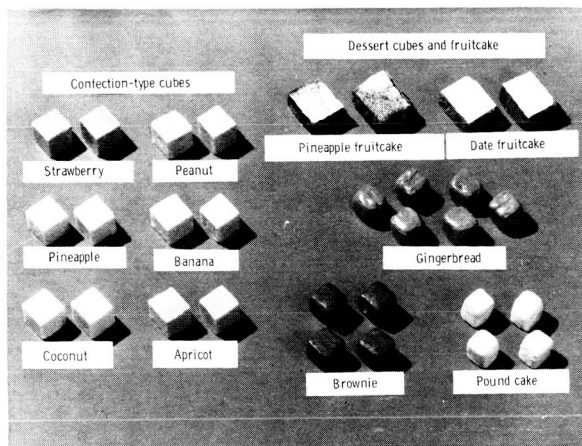 Dessert cubes and fruitcake
Confection-type cubes
Pineapple fruitcake
Date fruitcake
Strawberry
Peanut
Pineapple
Banana
Gingerbread
Coconut
Apricot
Brownie
Pound cake